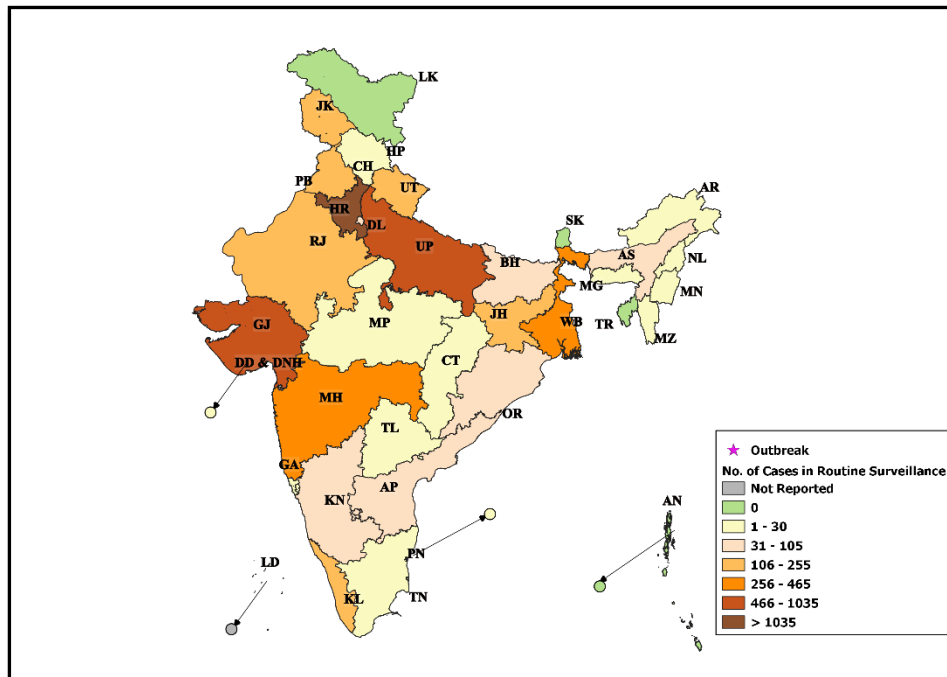 LK
JK
HP
CH
PB
UT
AR
HR
DL
SK
RJ
UP
AS
BH
NL
MG
MN
JH
WB
TR
GJ
MP
MZ
CT
DD & DNH
MH
OR
TL
GA
AP
KN
AN
PN
LD
KL
TN
Outbreak
No. of Cases in Routine Surveillance
Not Reported
0
1 - 30
31 - 105
106 - 255
256 - 465
466 - 1035
> 1035